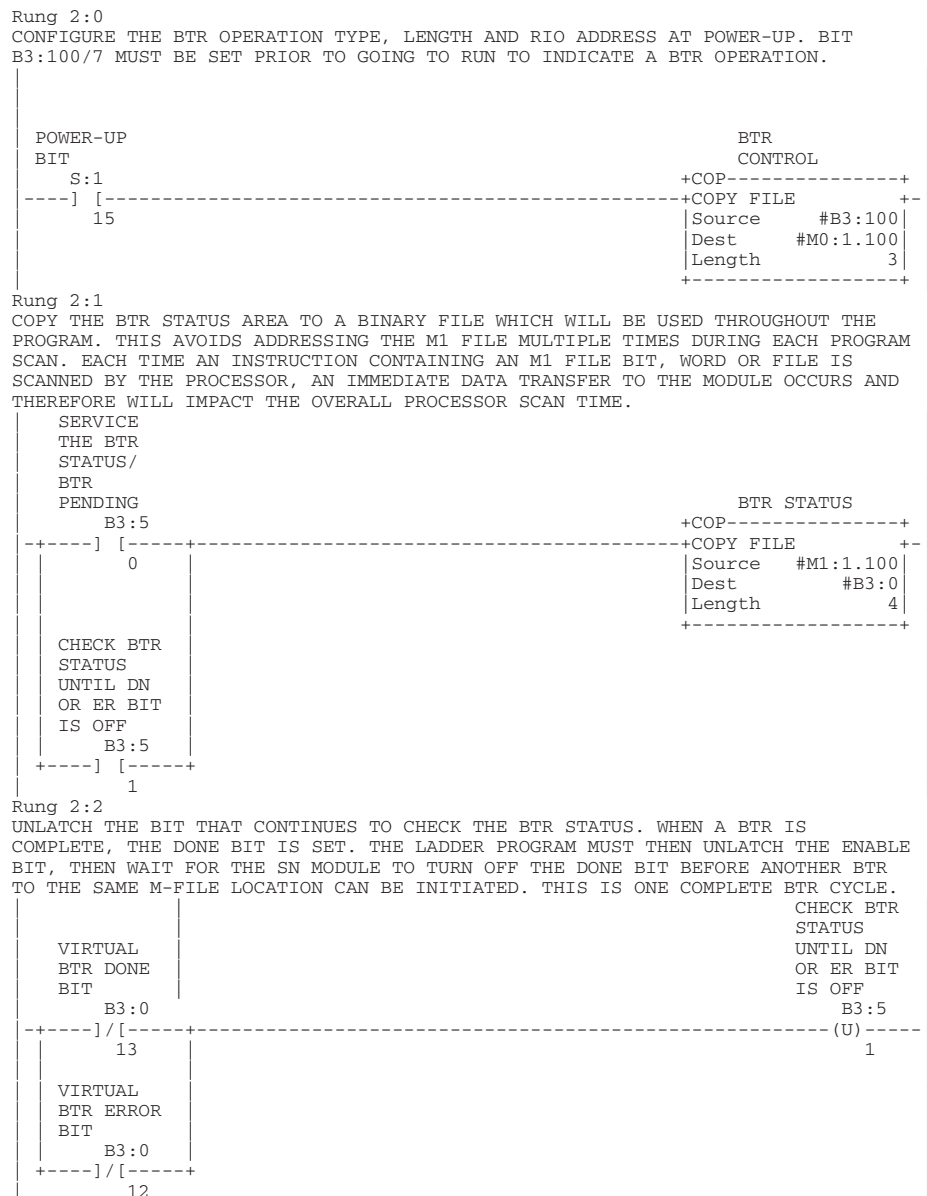 Rung 2:0
CONFIGURE THE BTR OPERATION TYPE, LENGTH AND RIO ADDRESS AT POWER-UP. BIT
B3:100/7 MUST BE SET PRIOR TO GOING TO RUN TO INDICATE A BTR OPERATION.
POWER-UP BTR
BIT CONTROL
S:1 +COP---------------+
----] [--------------------------------------------------+COPY FILE +-
15 |Source #B3:100|
|Dest #M0:1.100|
|Length 3|
+------------------+
Rung 2:1
COPY THE BTR STATUS AREA TO A BINARY FILE WHICH WILL BE USED THROUGHOUT THE
PROGRAM. THIS AVOIDS ADDRESSING THE M1 FILE MULTIPLE TIMES DURING EACH PROGRAM
SCAN. EACH TIME AN INSTRUCTION CONTAINING AN M1 FILE BIT, WORD OR FILE IS
SCANNED BY THE PROCESSOR, AN IMMEDIATE DATA TRANSFER TO THE MODULE OCCURS AND
THEREFORE WILL IMPACT THE OVERALL PROCESSOR SCAN TIME.
SERVICE
THE BTR
STATUS/
BTR
PENDING BTR STATUS
B3:5 +COP---------------+
-+----] [-----+------------------------------------------+COPY FILE +-
0 |Source #M1:1.100|
|Dest #B3:0|
|Length 4|
+------------------+
CHECK BTR
STATUS
UNTIL DN
OR ER BIT
IS OFF
B3:5
+----] [-----+
1
Rung 2:2
UNLATCH THE BIT THAT CONTINUES TO CHECK THE BTR STATUS. WHEN A BTR IS
COMPLETE, THE DONE BIT IS SET. THE LADDER PROGRAM MUST THEN UNLATCH THE ENABLE
BIT, THEN WAIT FOR THE SN MODULE TO TURN OFF THE DONE BIT BEFORE ANOTHER BTR
TO THE SAME M-FILE LOCATION CAN BE INITIATED. THIS IS ONE COMPLETE BTR CYCLE.
CHECK BTR
STATUS
VIRTUAL UNTIL DN
BTR DONE OR ER BIT
BIT IS OFF
B3:0 B3:5
-+----]/[-----+-------------------------------------------------------(U)-----
13 1
VIRTUAL
BTR ERROR
BIT
B3:0
+----]/[-----+
12